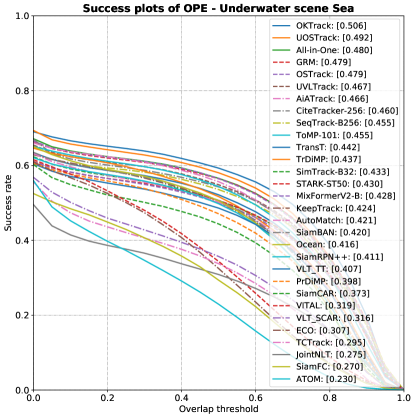 Success plots of OPE - Underwater scene Sea
Success rate
1.0
0.8
0.6
0.4
0.2
0.0
0.0
0.2
0.4
0.6
0.8
1.0
Overlap threshold
OKTrack: [0.506]
UOSTrack: [0.492]
All-in-One: [0.480]
GRM: [0.479]
OSTrack: [0.479]
UVLTrack: [0.467]
AiATrack: [0.466]
CiteTracker-256: [0.460]
SeqTrack-B256: [0.455]
ToMP-101: [0.455]
TransT: [0.442]
TrDiMP: [0.437]
SimTrack-B32: [0.433]
STARK-ST50: [0.430]
MixFormerV2-B: [0.428]
KeepTrack: [0.424]
AutoMatch: [0.421]
SiamBAN: [0.420]
Ocean: [0.416]
SiamRPN++: [0.411]
VLT_TT: [0.407]
PrDiMP: [0.398]
SiamCAR: [0.373]
VITAL: [0.319]
VLT_SCAR: [0.316]
ECO: [0.307]
TCTrack: [0.295]
JointNLT: [0.275]
SiamFC: [0.270]
ATOM: [0.230]